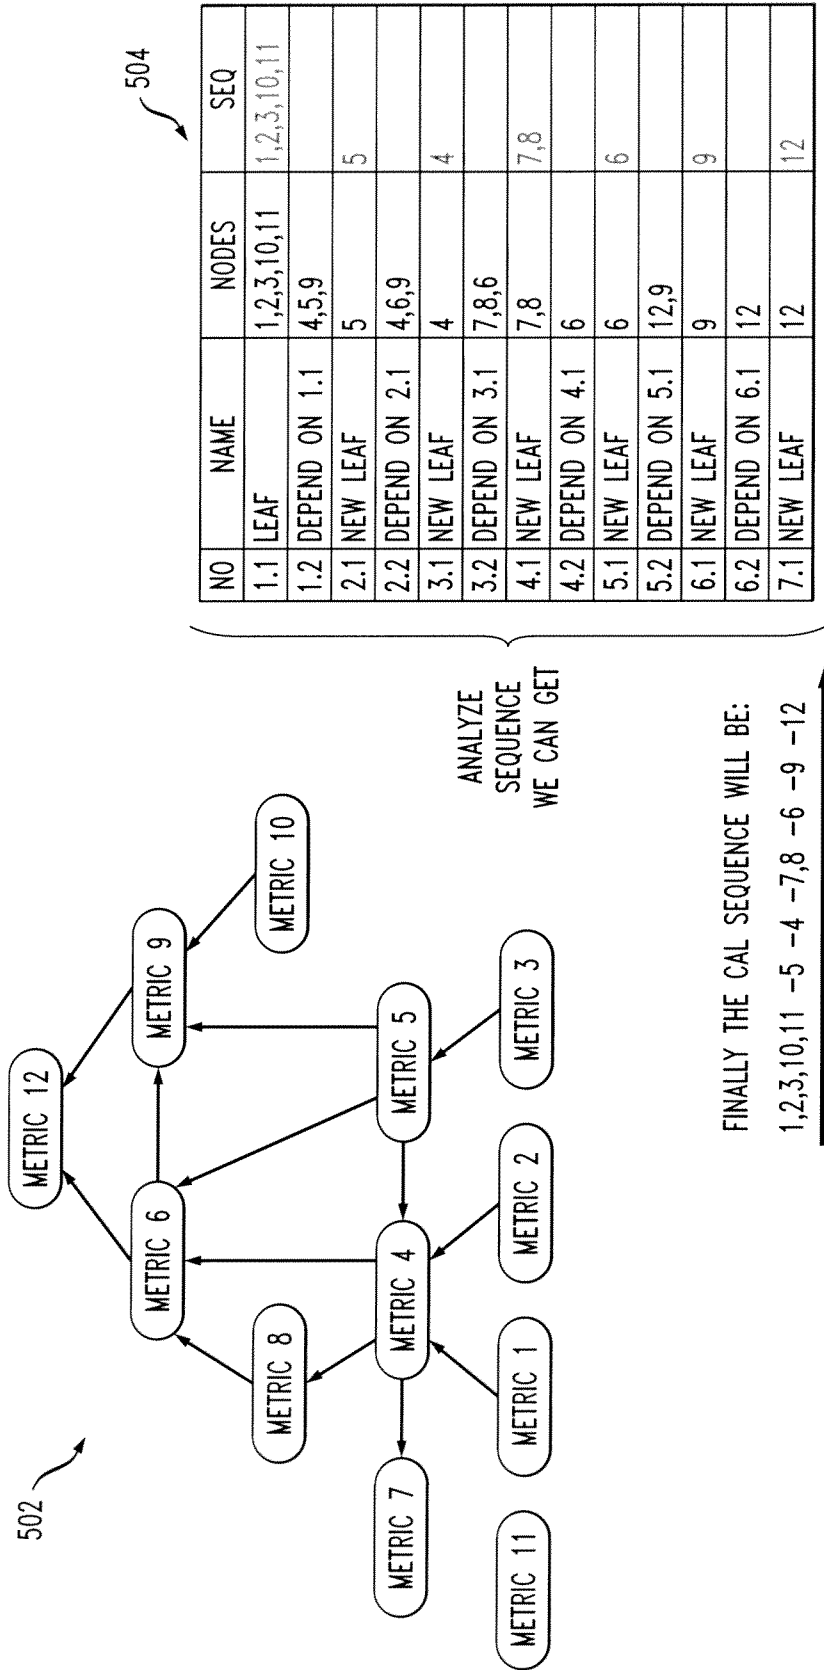 502
METRIC 12
METRIC 6
METRIC 9
METRIC 8
METRIC 10
METRIC 7
METRIC 4
METRIC 5
METRIC 11
METRIC 1
METRIC 2
METRIC 3
ANALYZE
SEQUENCE
WE CAN GET
504
NO NAME NODES SEQ
1.1 LEAF 1,2,3,10,11 1,2,3,10,11
1.2 DEPEND ON 1.1 4,5,9
2.1 NEW LEAF 5 5
2.2 DEPEND ON 2.1 4,6,9
3.1 NEW LEAF 4 4
3.2 DEPEND ON 3.1 7,8,6
4.1 NEW LEAF 7,8 7,8
4.2 DEPEND ON 4.1 6
5.1 NEW LEAF 6 6
5.2 DEPEND ON 5.1 12,9
6.1 NEW LEAF 9 9
6.2 DEPEND ON 6.1 12
7.1 NEW LEAF 12 12
FINALLY THE CAL SEQUENCE WILL BE:
1,2,3,10,11 –5 –4 –7,8 –6 –9 –12